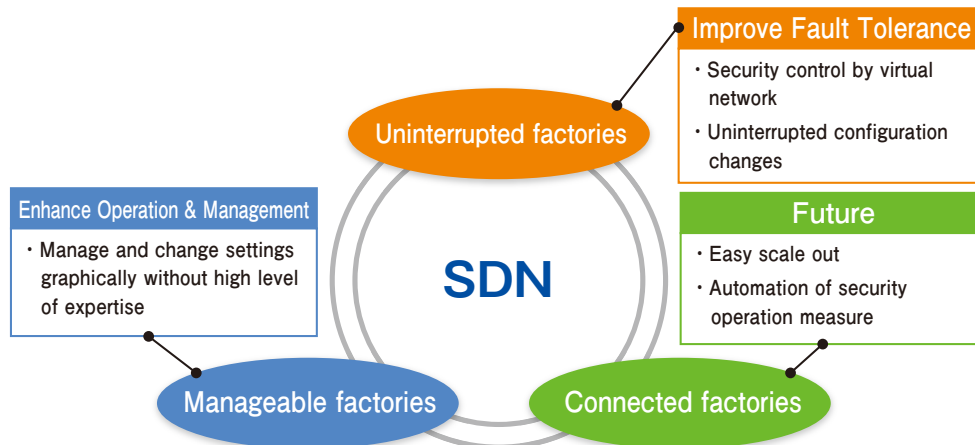 Improve Fault Tolerance
・Security control by virtual
network
・Uninterrupted configuration
changes
Uninterrupted factories
Enhance Operation & Management
・Manage and change settings
graphically without high level
of expertise
SDN
Future
・Easy scale out
・Automation of security
operation measure
Manageable factories
Connected factories